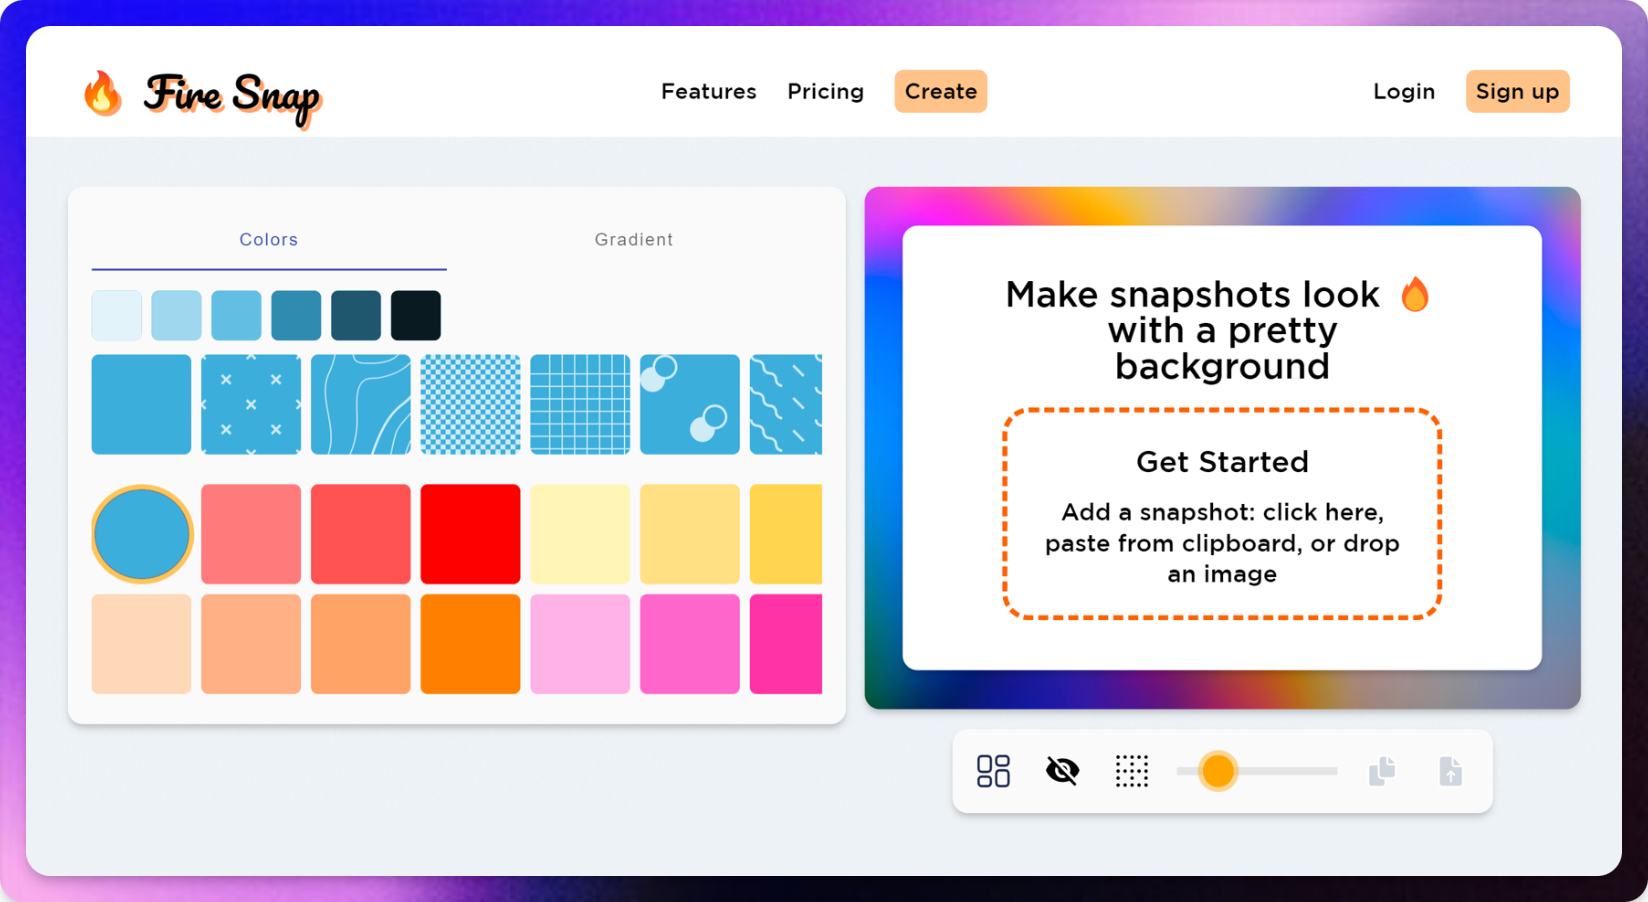 Fire Snap
Features
Pricing
Create
Login
Sign up
Colors
Gradient
Make snapshots look
with a pretty
background
Get Started
Add a snapshot: click here,
paste from clipboard, or drop
an image